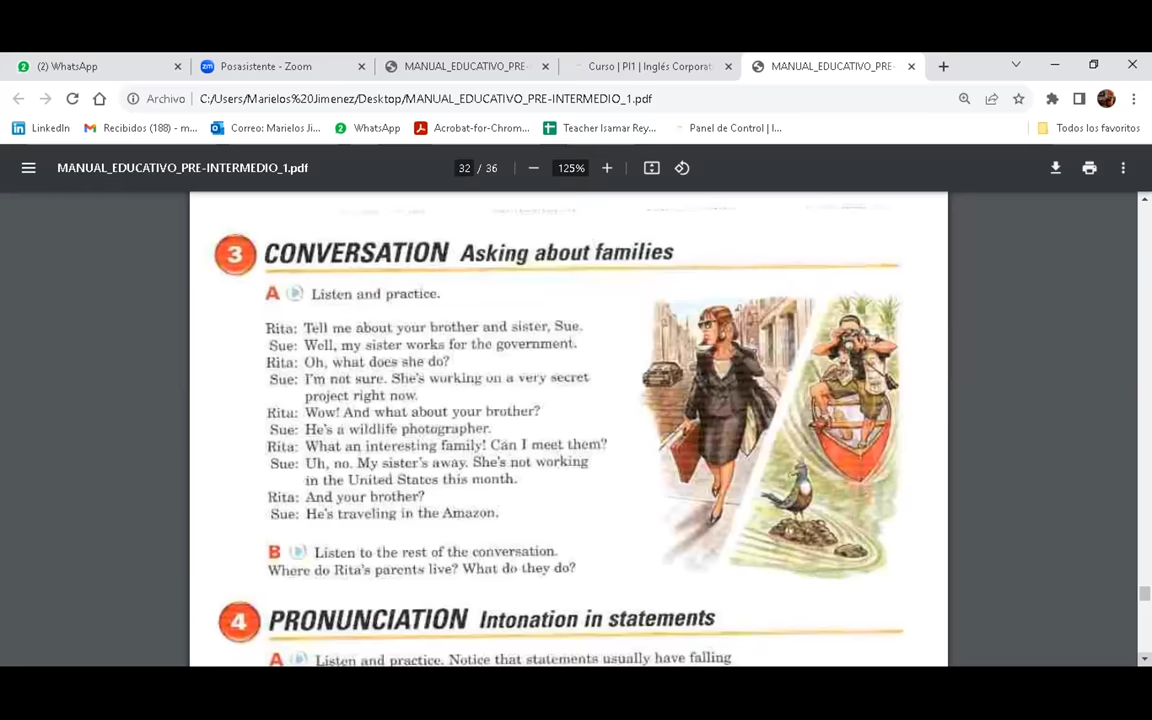 (2) WhatsApp
Posasistente - Zoom
MANUAL_EDUCATIVO_PRE-
Curso | PI1 | Inglés Corporat
MANUAL_EDUCATIVO_PRE-
Archivo
C:/Users/Marielos%20Jimenez/Desktop/MANUAL_EDUCATIVO_PRE-INTERMEDIO_1.pdf
LinkedIn
Recibidos (188) - m...
Correo: Marielos Ji...
WhatsApp
Acrobat-for-Chrom...
Teacher Isamar Rey...
Panel de Control | I...
Todos los favoritos
MANUAL_EDUCATIVO_PRE-INTERMEDIO_1.pdf
32 / 36
125%
3 CONVERSATION Asking about families
A Listen and practice.
Rita: Tell me about your brother and sister, Sue.
Sue: Well, my sister works for the government.
Rita: Oh, what does she do?
Sue: I'm not sure. She's working on a very secret
project right now.
Rita: Wow! And what about your brother?
Sue: He's a wildlife photographer.
Rita: What an interesting family! Can I meet them?
Sue: Uh, no. My sister's away. She's not working
in the United States this month.
Rita: And your brother?
Sue: He's traveling in the Amazon.
B Listen to the rest of the conversation.
Where do Rita's parents live? What do they do?
4 PRONUNCIATION Intonation in statements
A Listen and practice. Notice that statements usually have falling